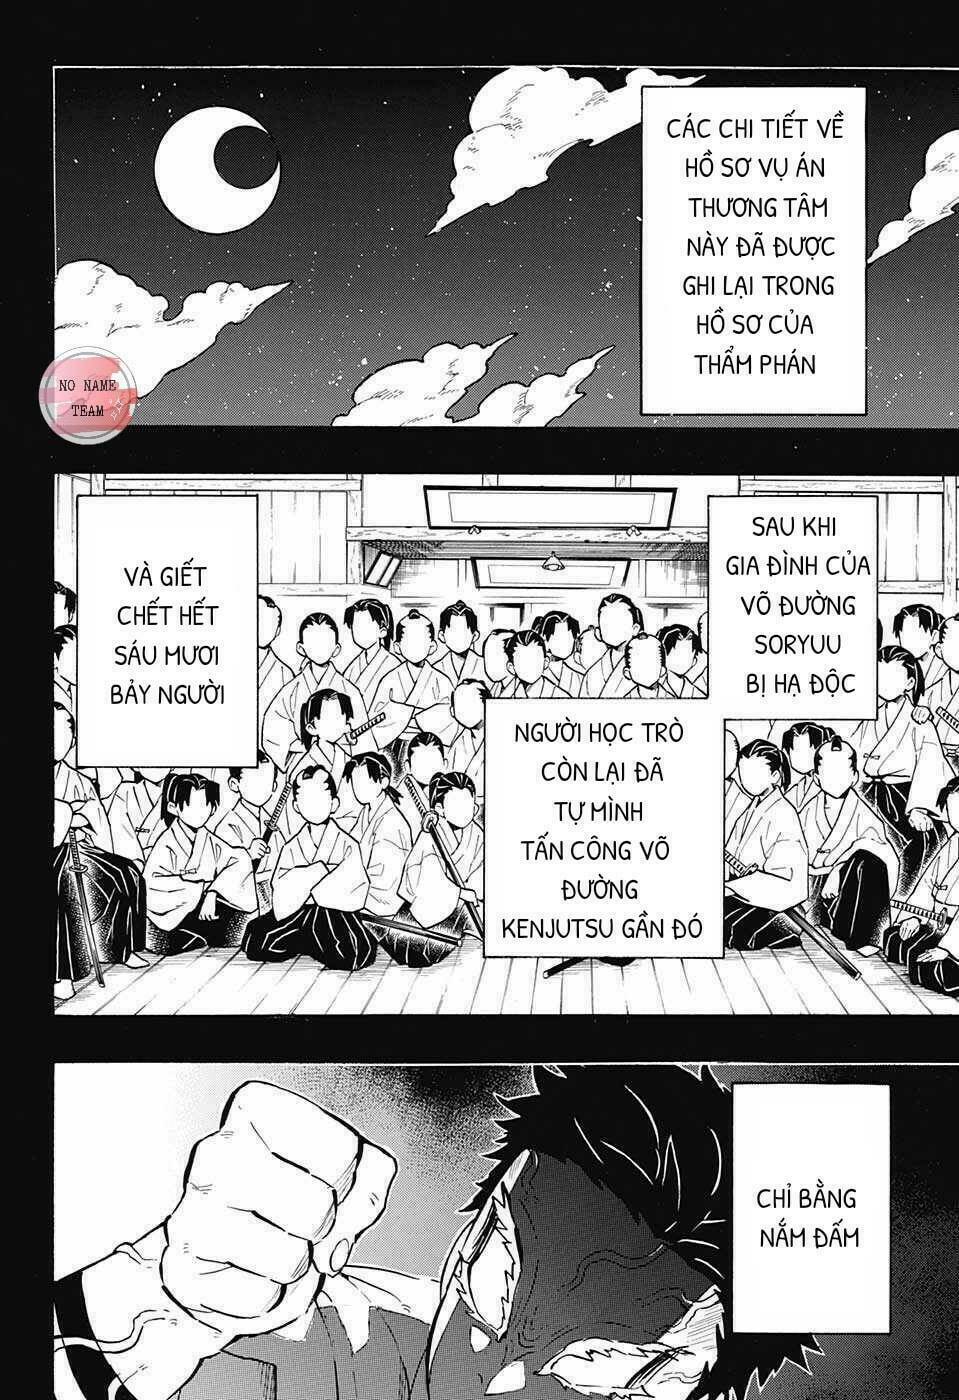 CÁC CHI TIẾT VỀ
HỒ SƠ VỤ ÁN
THƯƠNG TÂM
NÀY ĐÃ ĐƯỢC
GHI LẠI TRONG
HỒ SƠ CỦA
THẨM PHÁN
NO NAME
TEAM
SAU KHI
GIA ĐÌNH CỦA
VÕ ĐƯỜNG
SORYUU
BỊ HẠ ĐỘC
NGƯỜI HỌC TRÒ
CÒN LẠI ĐÃ
TỰ MÌNH
TẤN CÔNG VÕ
ĐƯỜNG
KENJUTSU GẦN ĐÓ
VÀ GIẾT
CHẾT HẾT
SÁU MƯƠI
BẢY NGƯỜI
CHỈ BẰNG
NẮM ĐẤM